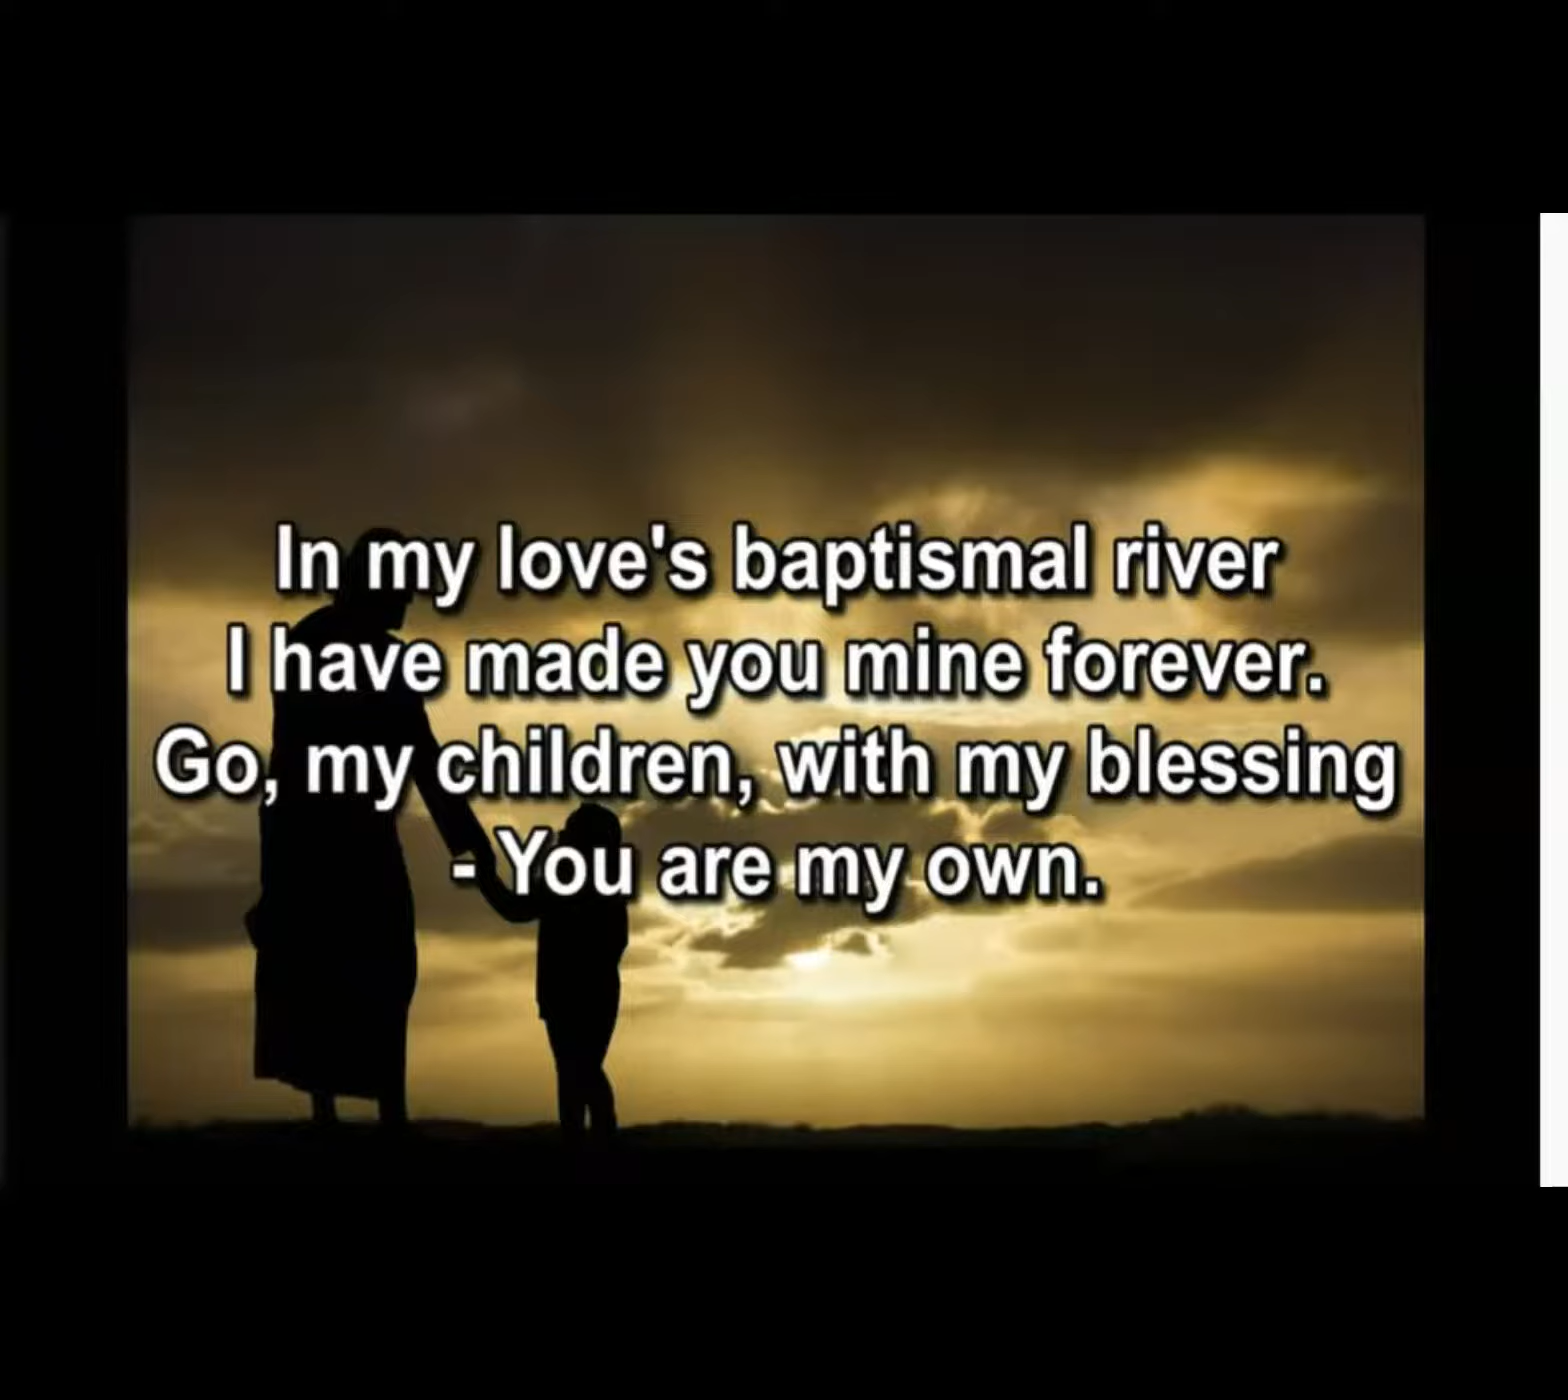 In my love's baptismal river
I have made you mine forever.
Go, my children, with my blessing
- You are my own.